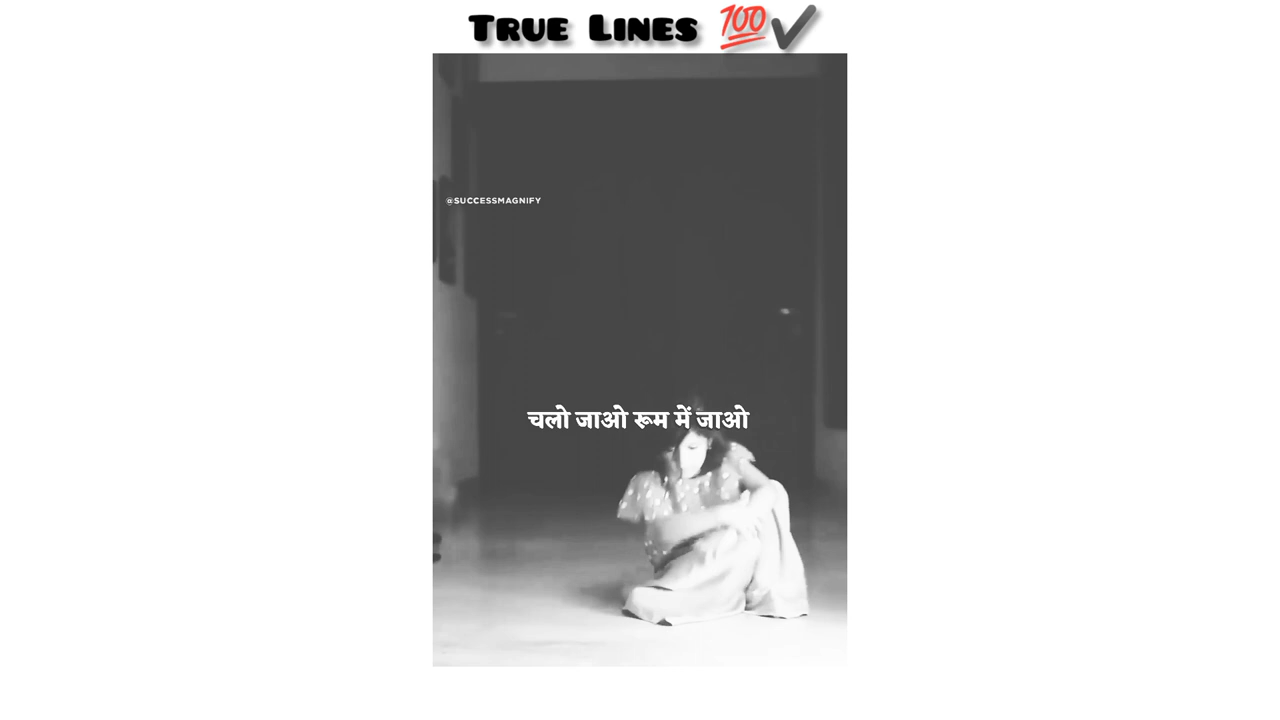 True Lines 💯✔
@SUCCESSMAGNIFY
चलो जाओ रूम में जाओ